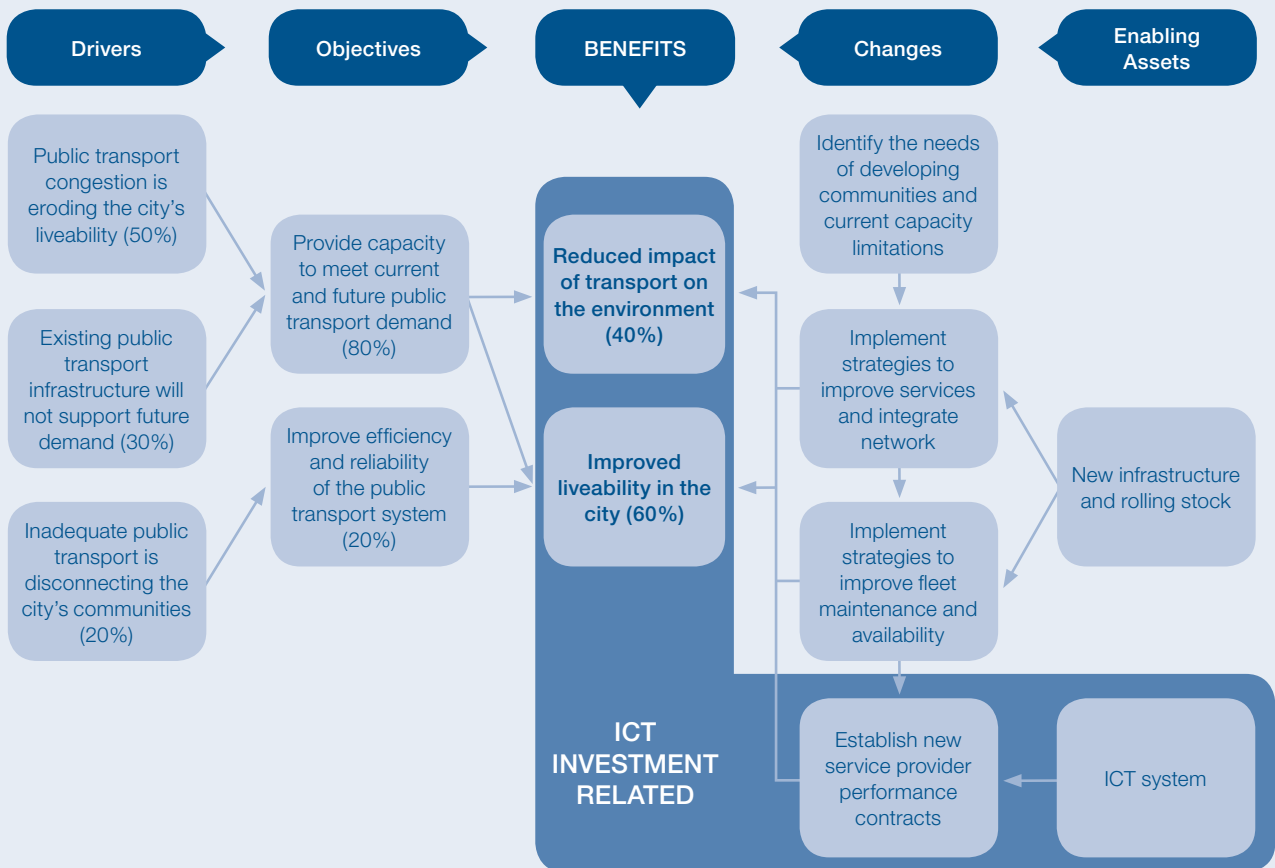 Drivers
Objectives
BENEFITS
Changes
Enabling
Assets
Public transport
congestion is
eroding the city’s
liveability (50%)
Existing public
transport
infrastructure will
not support future
demand (30%)
Inadequate public
transport is
disconnecting the
city’s communities
(20%)
Provide capacity
to meet current
and future public
transport demand
(80%)
Improve efficiency
and reliability
of the public
transport system
(20%)
Reduced impact
of transport on
the environment
(40%)
Improved
liveability in the
city (60%)
ICT
INVESTMENT
RELATED
Identify the needs
of developing
communities and
current capacity
limitations
Implement
strategies to
improve services
and integrate
network
Implement
strategies to
improve fleet
maintenance and
availability
Establish new
service provider
performance
contracts
New infrastructure
and rolling stock
ICT system